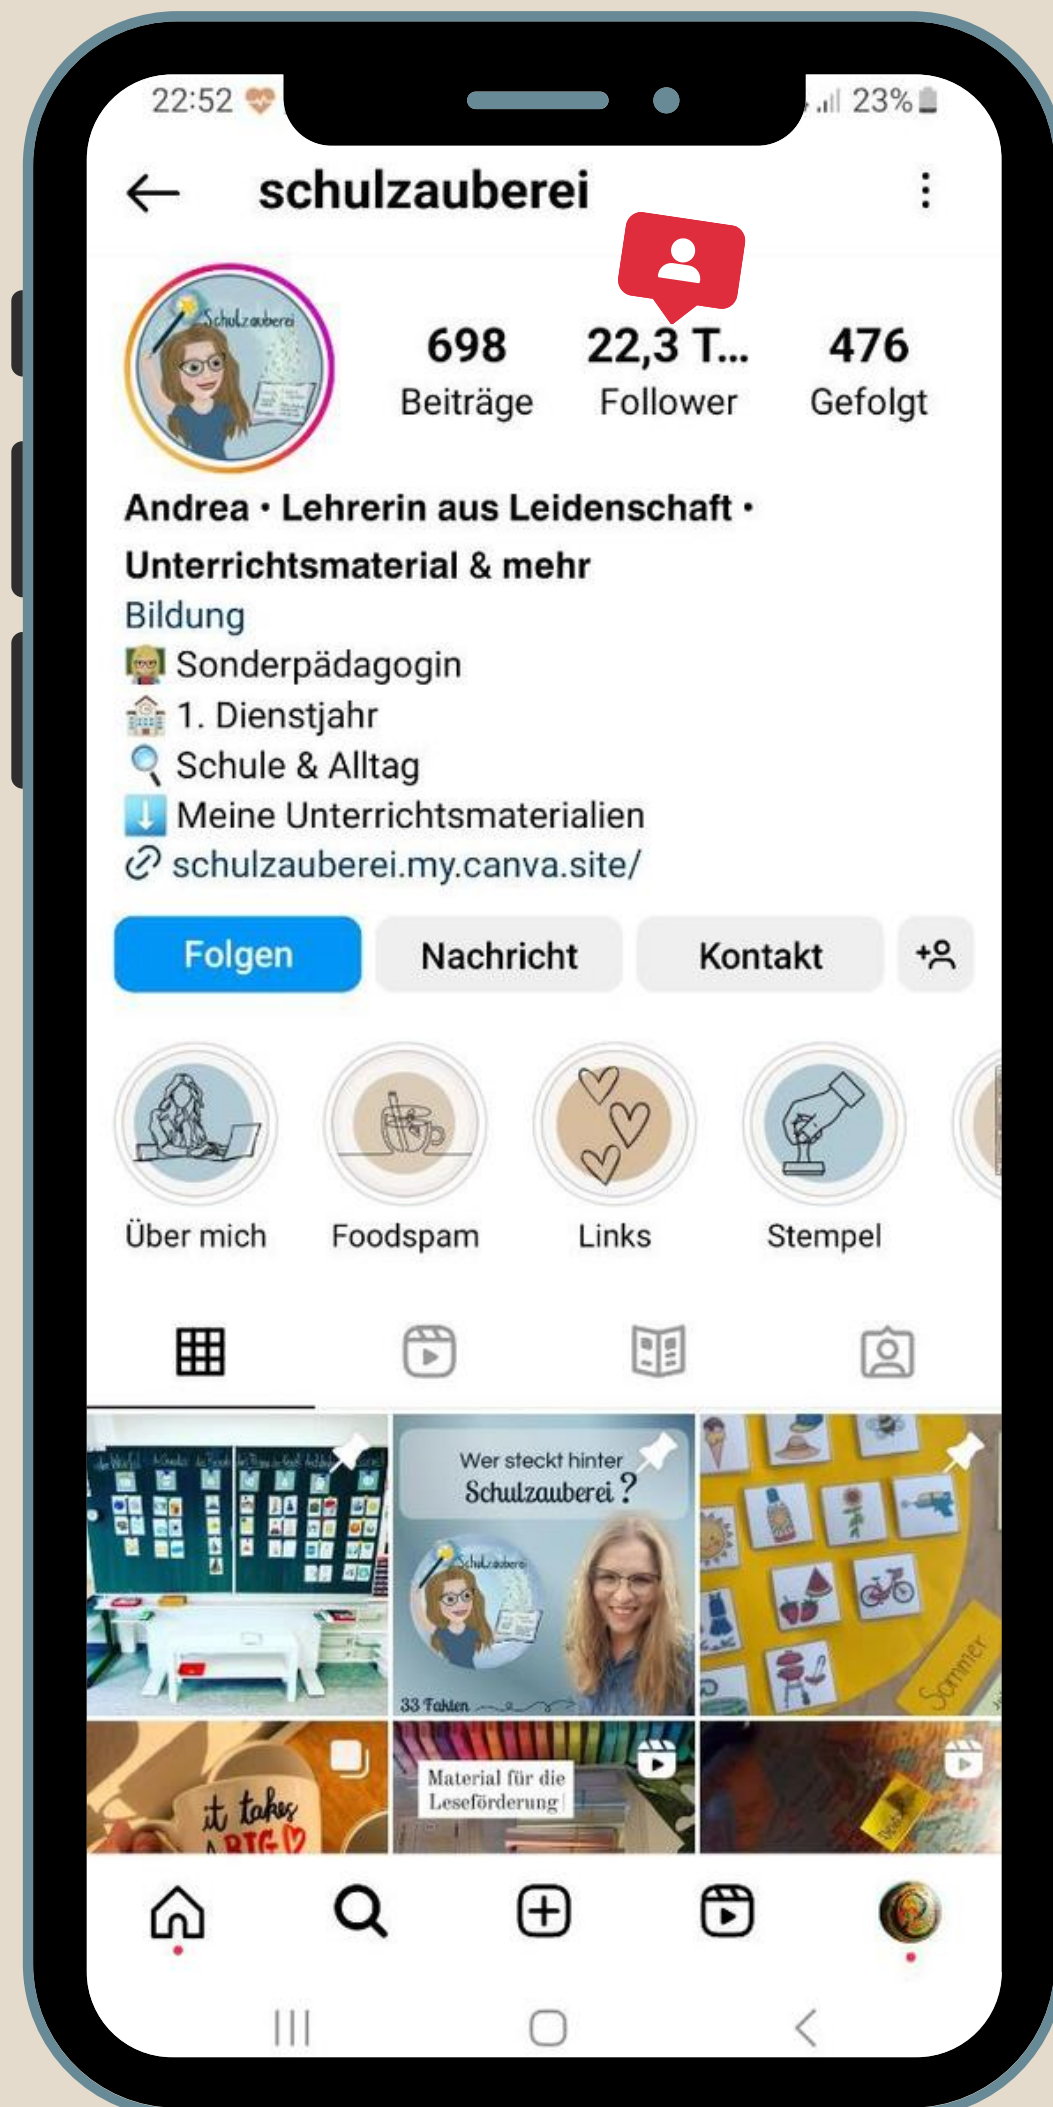 22:52
23%
schulzauberei
Schulzauberei
698
22,3 T...
476
Beiträge
Follower
Gefolgt
Andrea • Lehrerin aus Leidenschaft •
Unterrichtsmaterial & mehr
Bildung
Sonderpädagogin
1. Dienstjahr
Schule & Alltag
Meine Unterrichtsmaterialien
schulzauberei.my.canva.site/
Folgen
Nachricht
Kontakt
Über mich
Foodspam
Links
Stempel
Wer steckt hinter
Schulzauberei?
Schulzauberei
33 Fakten
Sommer
it takes
A BIG
Material für die
Leseförderung